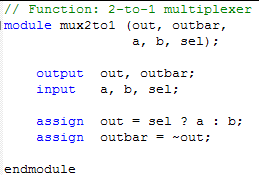 // Function: 2-to-1 multiplexer
module mux2to1 (out, outbar,
a, b, sel);
output out, outbar;
input a, b, sel;
assign out = sel ? a : b;
assign outbar = ~out;
endmodule